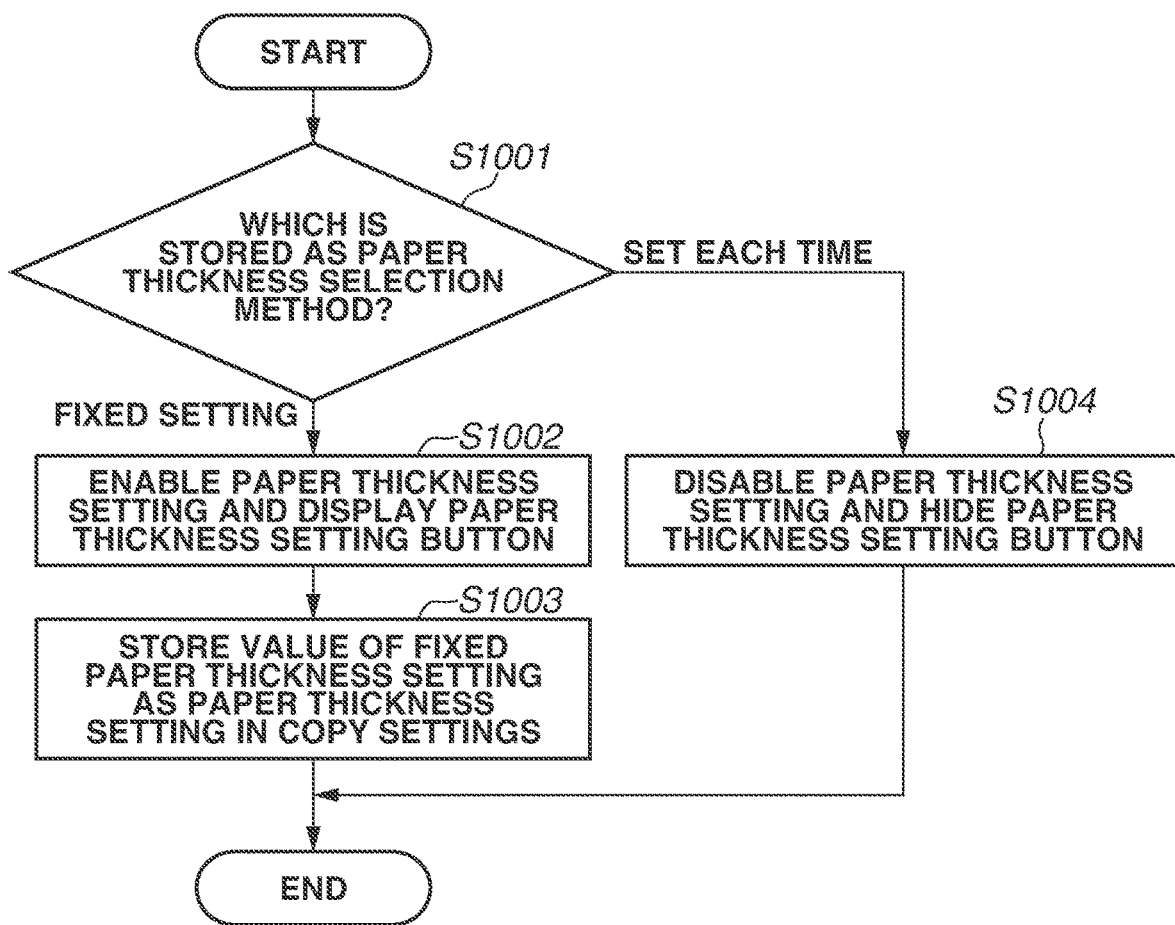 START
S1001
WHICH IS
STORED AS PAPER
THICKNESS SELECTION
METHOD?
SET EACH TIME
FIXED SETTING
S1002
ENABLE PAPER THICKNESS
SETTING AND DISPLAY PAPER
THICKNESS SETTING BUTTON
S1004
DISABLE PAPER THICKNESS
SETTING AND HIDE PAPER
THICKNESS SETTING BUTTON
S1003
STORE VALUE OF FIXED
PAPER THICKNESS SETTING
AS PAPER THICKNESS
SETTING IN COPY SETTINGS
END